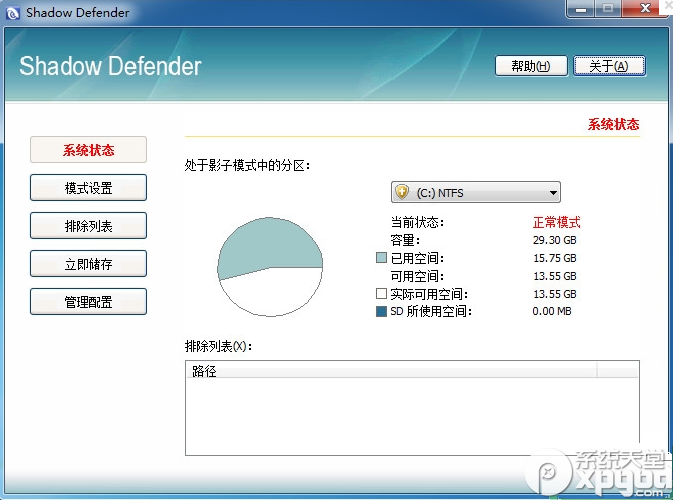 Shadow Defender
Shadow Defender
帮助(H)
关于(A)
系统状态
模式设置
排除列表
立即储存
管理配置
系统状态
处于影子模式中的分区:
(C:) NTFS
当前状态: 正常模式
容量: 29.30 GB
已用空间: 15.75 GB
可用空间: 13.55 GB
实际可用空间: 13.55 GB
SD 所使用空间: 0.00 MB
排除列表(X):
路径
系统天堂
xpgod
.com